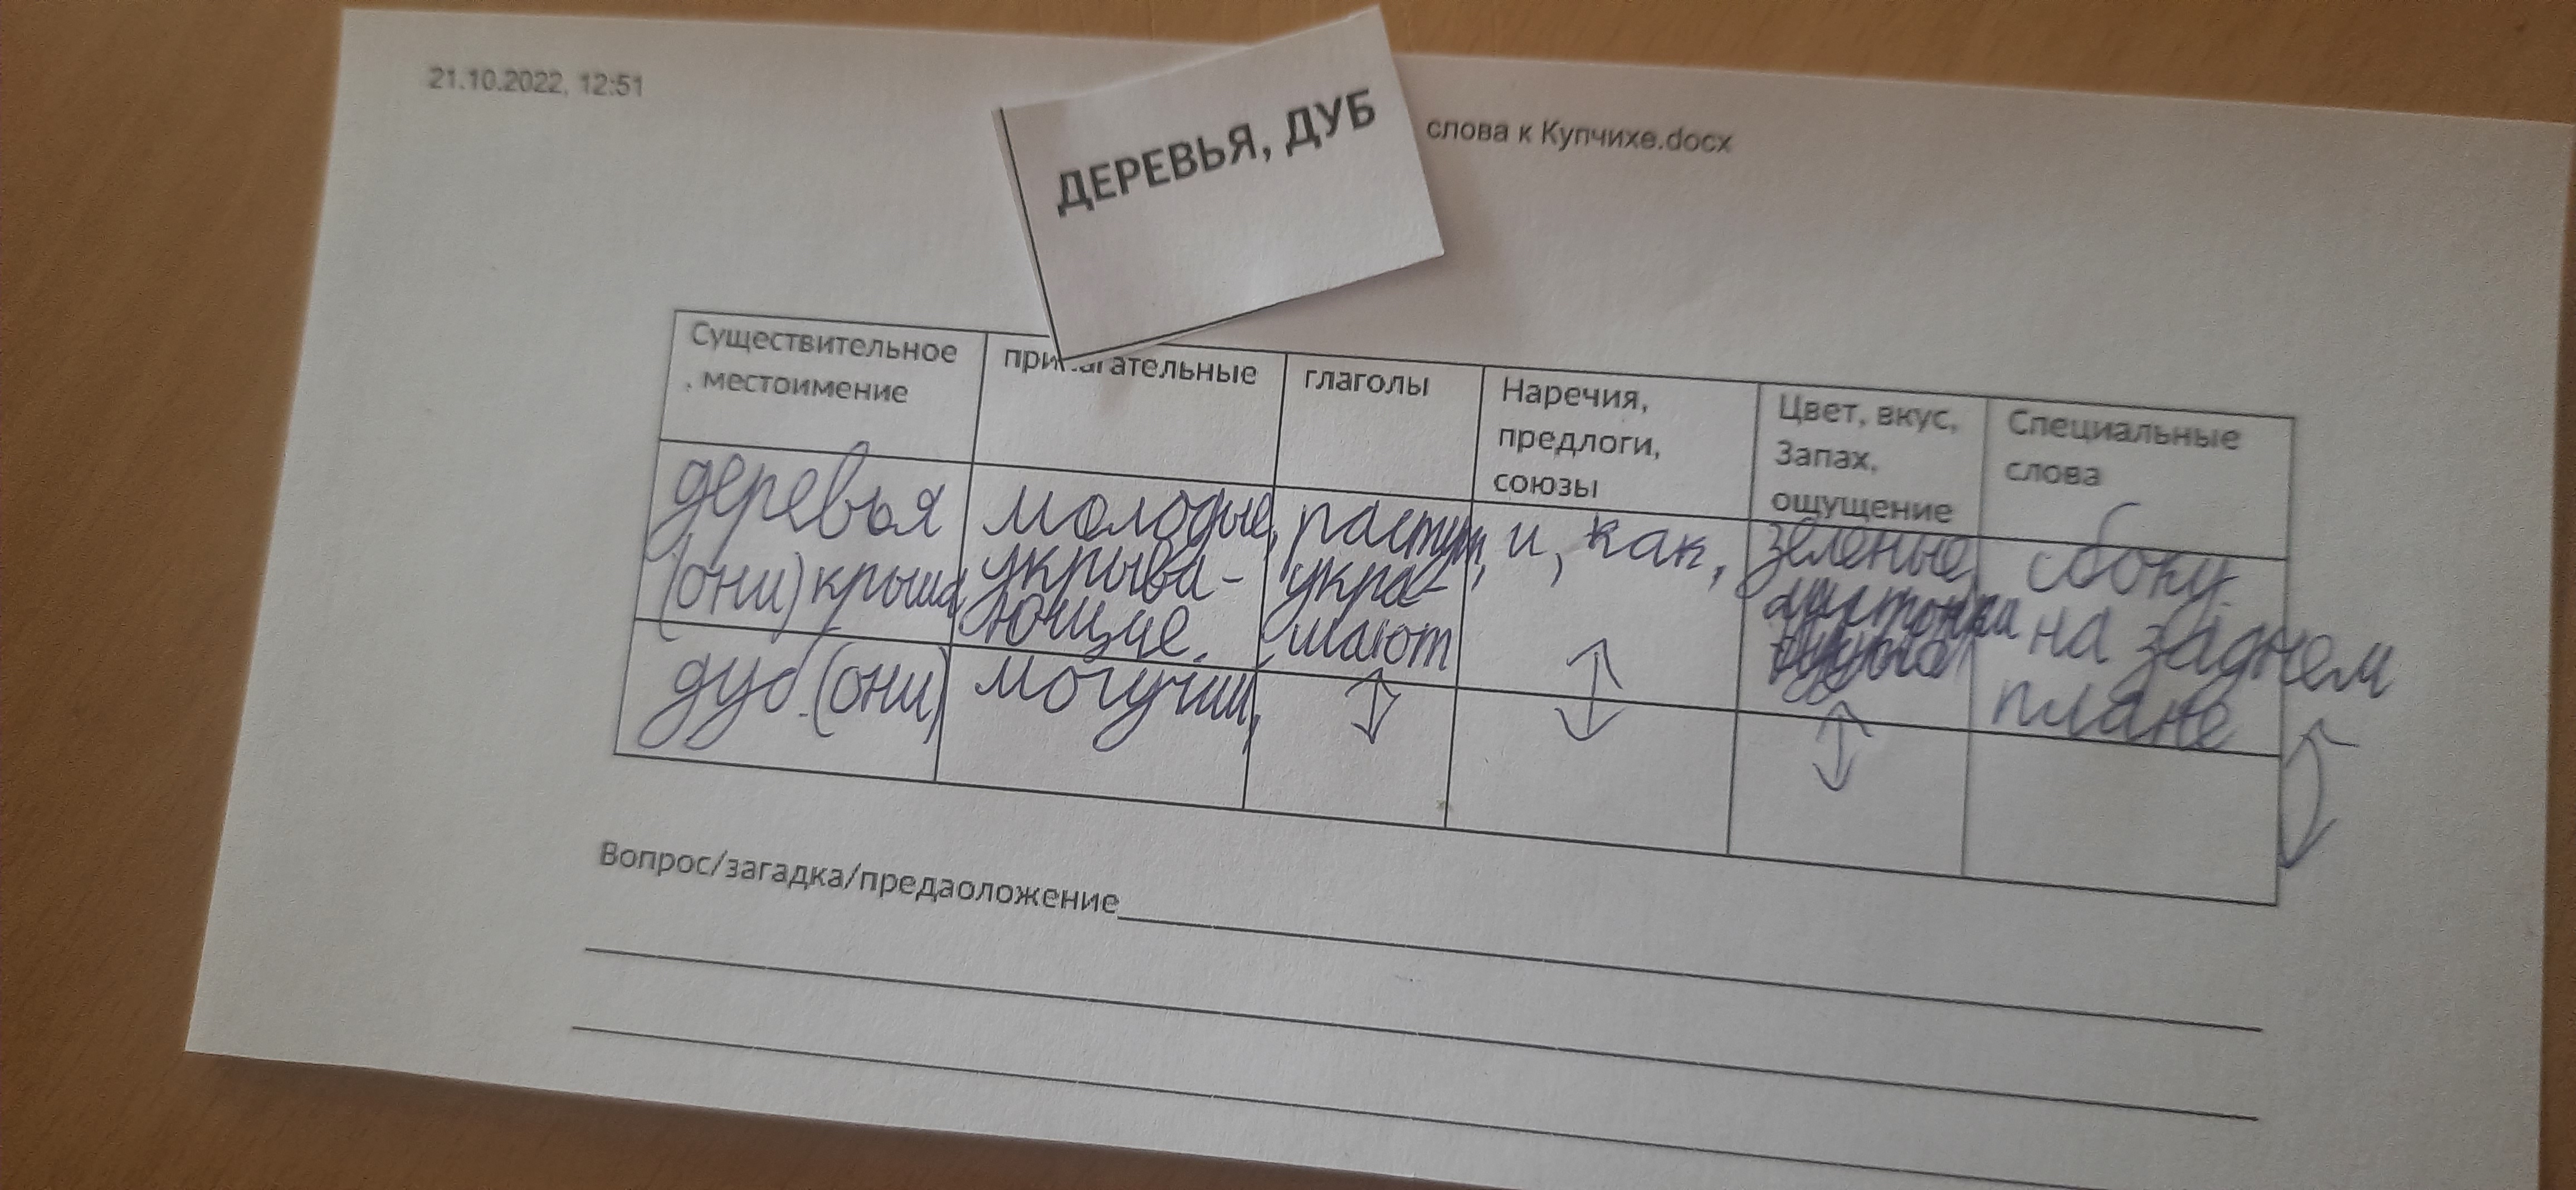 21.10.2022, 12:51
ДЕРЕВЬЯ, ДУБ
слова к Купчихе.docx
Существительное
, местоимение
глаголы
Наречия,
предлоги,
союзы
Цвет, вкус,
Запах,
ощущение
Специальные
слова
деревья
(они) крыша,
молодые,
укрыва-
ющие.
растут,
укра-
шают
и, как,
зеленые,
сбоку
на заднем
плане
дуб.(они)
могучий,
Вопрос/загадка/предаоложение